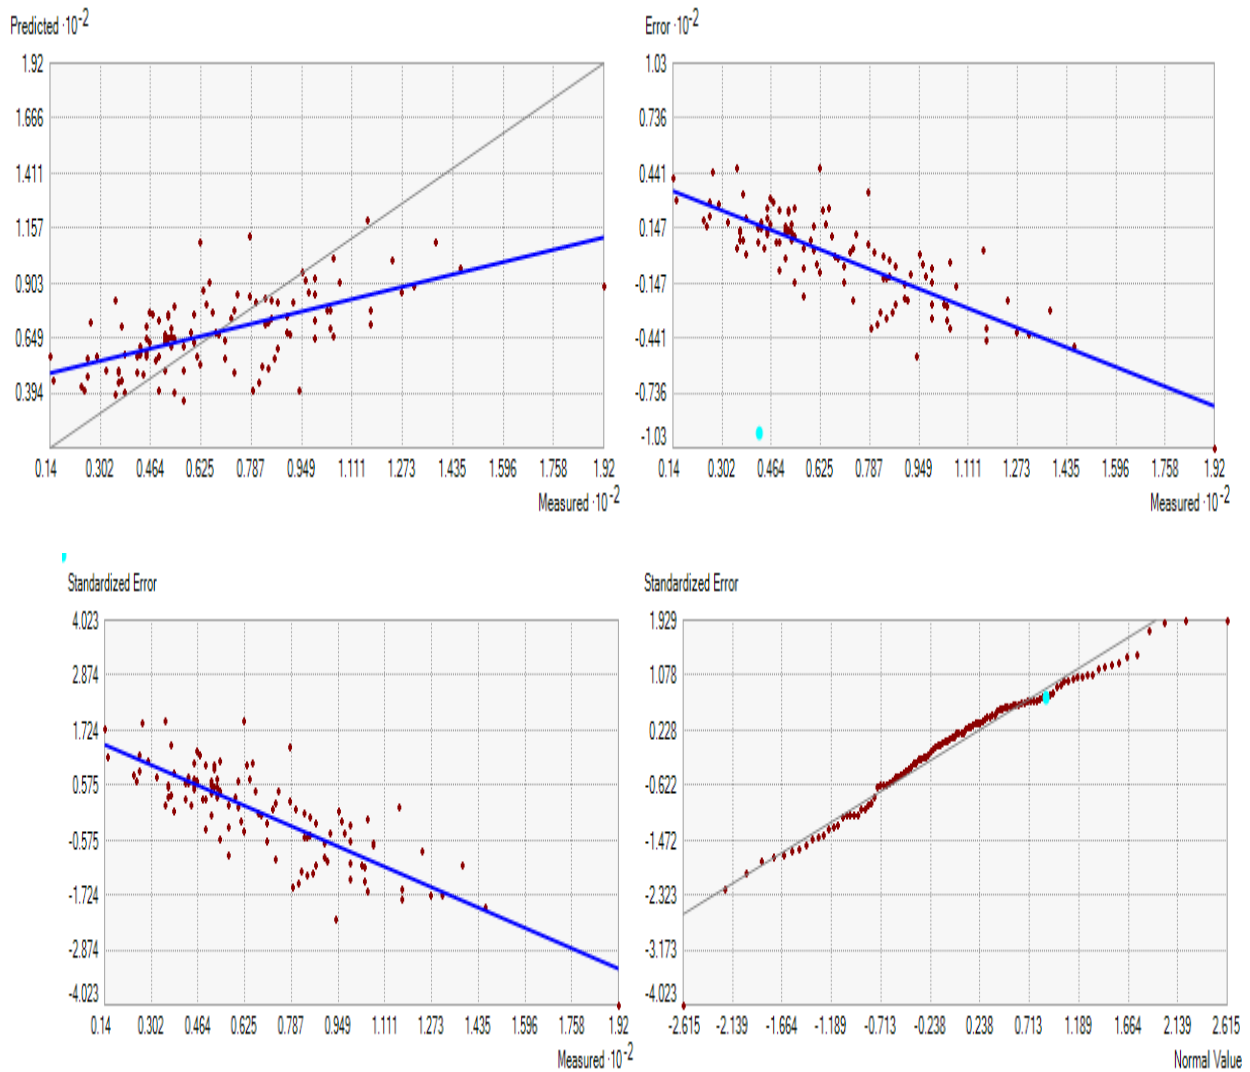 Predicted ·10^-2
1.92
1.666
1.411
1.157
0.903
0.649
0.394
0.14 0.302 0.464 0.625 0.787 0.949 1.111 1.273 1.435 1.596 1.758 1.92
Measured ·10^-2
Error ·10^-2
1.03
0.736
0.441
0.147
-0.147
-0.441
-0.736
-1.03
0.14 0.302 0.464 0.625 0.787 0.949 1.111 1.273 1.435 1.596 1.758 1.92
Measured ·10^-2
Standardized Error
4.023
2.874
1.724
0.575
-0.575
-1.724
-2.874
-4.023
0.14 0.302 0.464 0.625 0.787 0.949 1.111 1.273 1.435 1.596 1.758 1.92
Measured ·10^-2
Standardized Error
1.929
1.078
0.228
-0.622
-1.472
-2.323
-3.173
-4.023
-2.615 -2.139 -1.664 -1.189 -0.713 -0.238 0.238 0.713 1.189 1.664 2.139 2.615
Normal Value